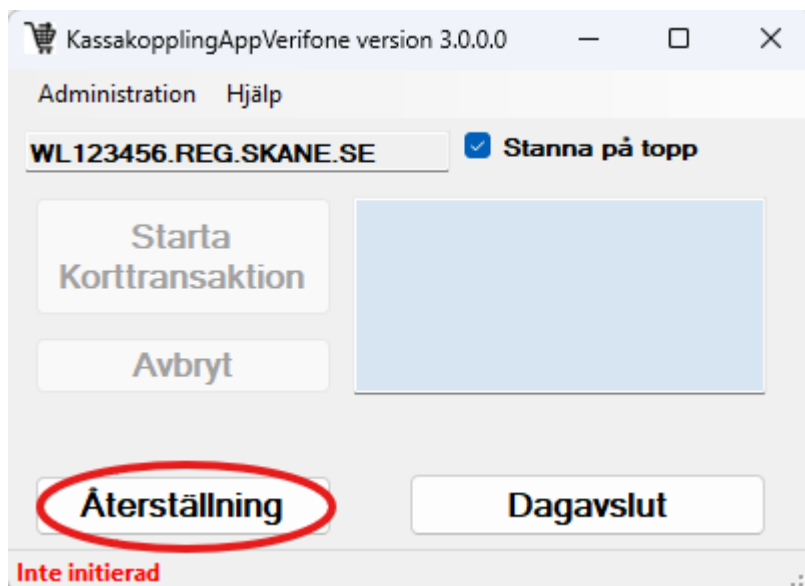 KassakopplingAppVerifone version 3.0.0.0
Administration Hjälp
WL123456.REG.SKANE.SE
Stanna på topp
Starta
Korttransaktion
Avbryt
Återställning
Dagavslut
Inte initierad